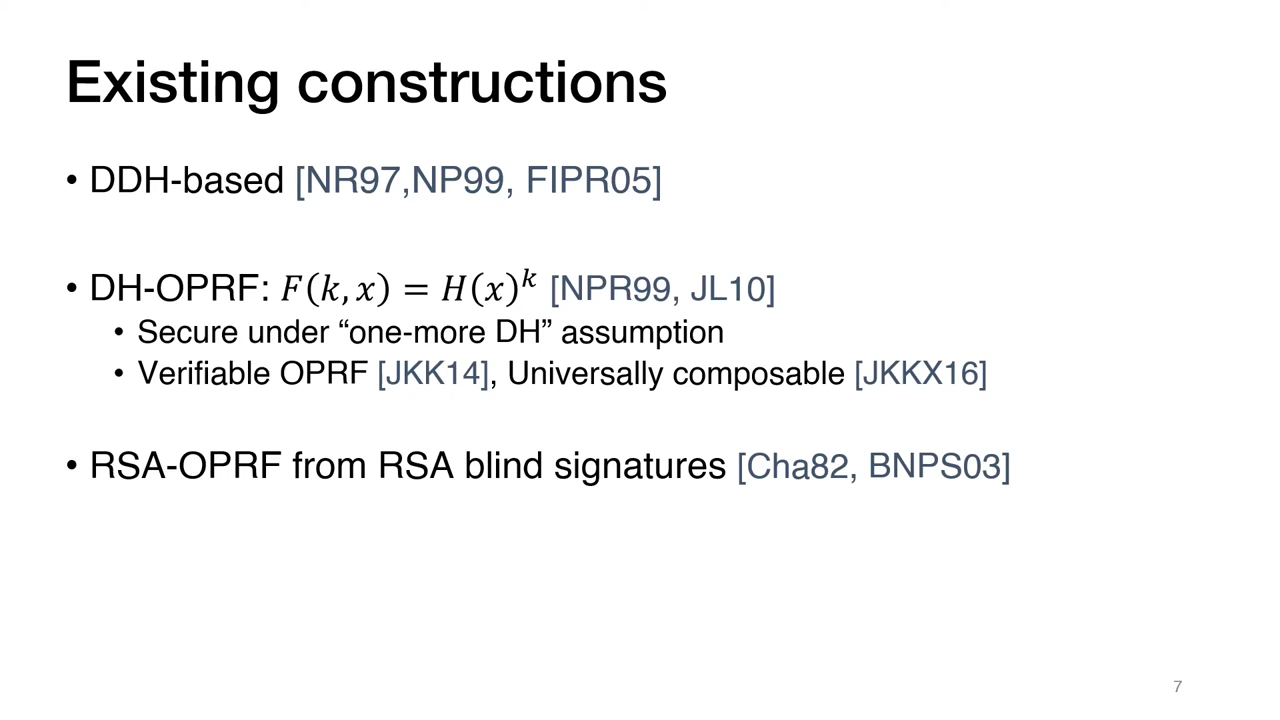 Existing constructions
• DDH-based [NR97,NP99, FIPR05]
• DH-OPRF: F(k, x) = H(x)^k [NPR99, JL10]
• Secure under “one-more DH” assumption
• Verifiable OPRF [JKK14], Universally composable [JKKX16]
• RSA-OPRF from RSA blind signatures [Cha82, BNPS03]
7